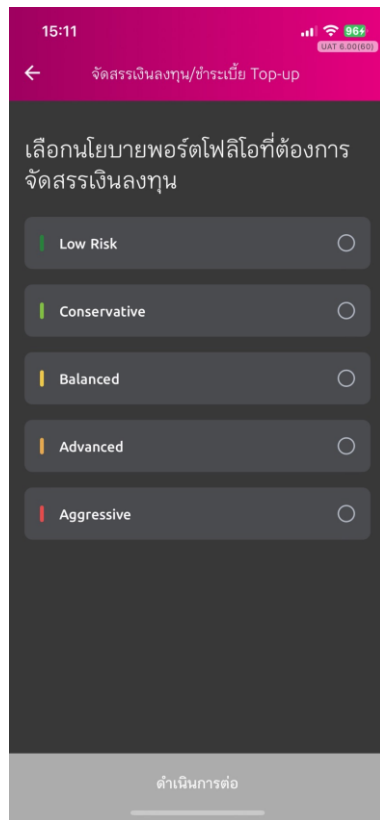 15:11
96
UAT 6.00(60)
จัดสรรเงินลงทุน/ชำระเบี้ย Top-up
เลือกนโยบายพอร์ตโฟลิโอที่ต้องการ
จัดสรรเงินลงทุน
Low Risk
Conservative
Balanced
Advanced
Aggressive
ดำเนินการต่อ